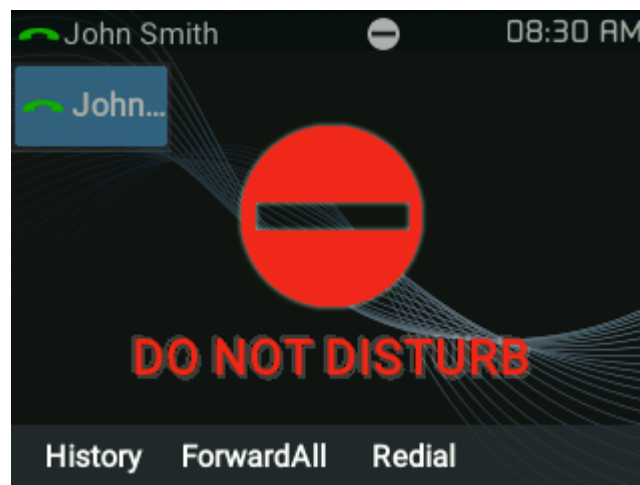 John Smith 08:30 AM
John...
DO NOT DISTURB
History ForwardAll Redial